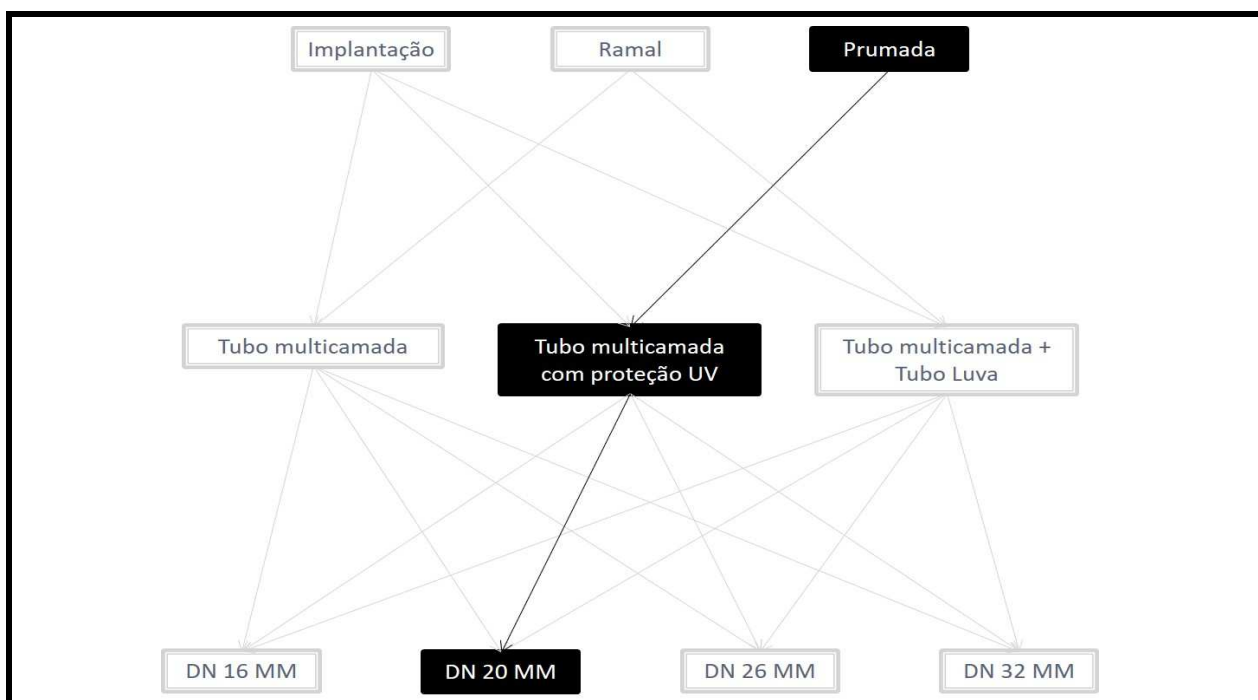 Implantação
Ramal
Prumada
Tubo multicamada
Tubo multicamada
com proteção UV
Tubo multicamada +
Tubo Luva
DN 16 MM
DN 20 MM
DN 26 MM
DN 32 MM